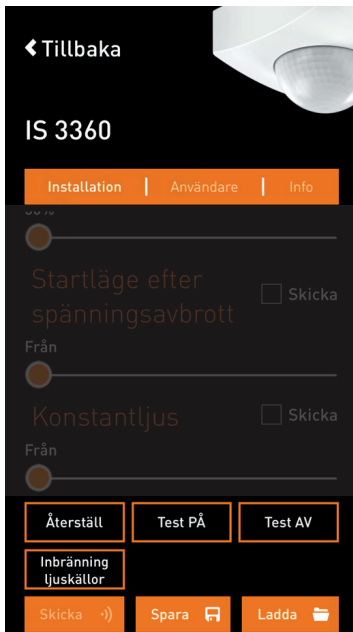 Tillbaka
IS 3360
Installation | Användare | Info
Startläge efter
spänningsavbrott
Skicka
Från
Konstantljus
Skicka
Från
Återställ
Test PÅ
Test AV
Inbränning
ljuskällor
Skicka
Spara
Ladda